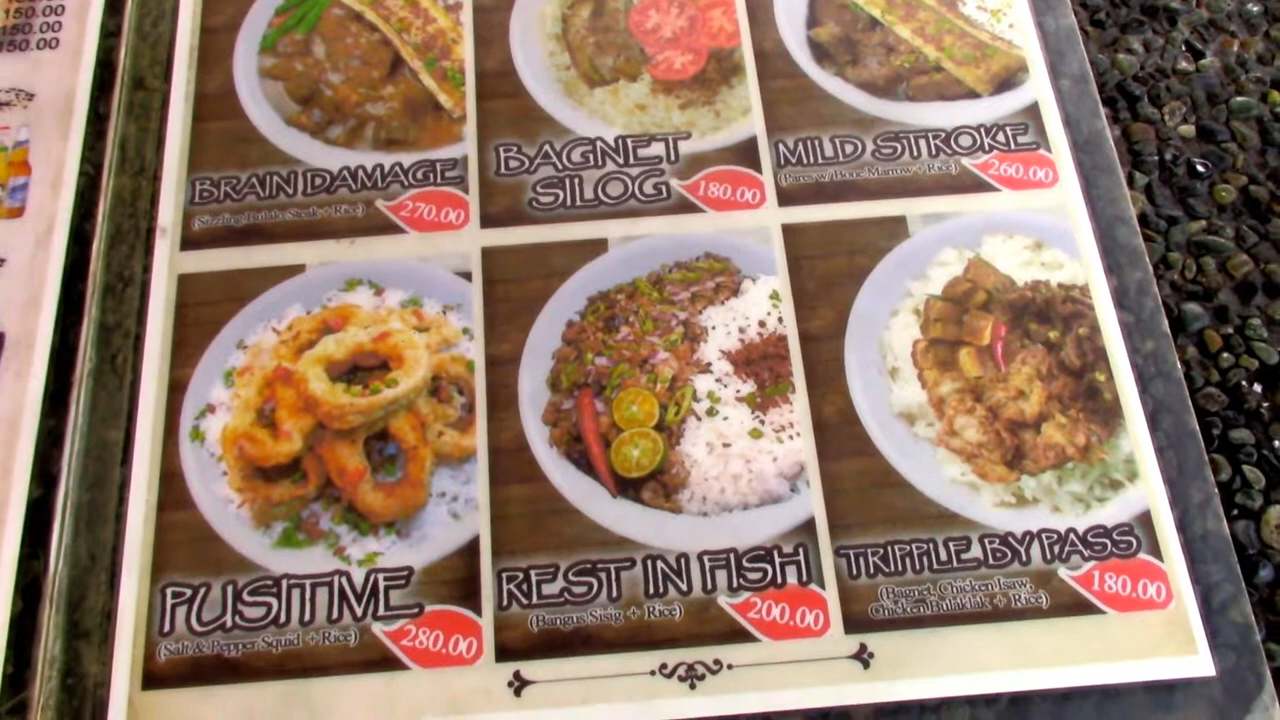 150.00
150.00
150.00
BRAIN DAMAGE
(Sizzling Bulalo Steak + Rice)
270.00
BAGNET
SILOG
180.00
MILD STROKE
(Pares w/ Bone Marrow + Rice)
260.00
PUSITIVE
(Salt & Pepper Squid + Rice)
280.00
REST IN FISH
(Bangus Sisig + Rice)
200.00
TRIPPLE BY PASS
(Bagnet, Chicken Isaw,
Chicken Bulaklak + Rice)
180.00